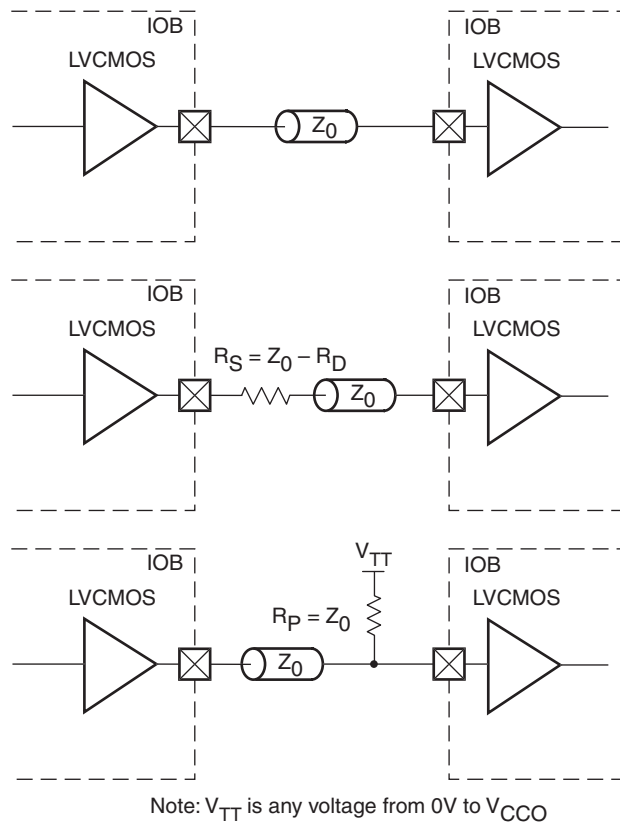 IOB
LVCMOS
Z0
IOB
LVCMOS
IOB
LVCMOS
RS = Z0 – RD
Z0
IOB
LVCMOS
IOB
LVCMOS
Z0
VTT
RP = Z0
IOB
LVCMOS
Note: VTT is any voltage from 0V to VCCO